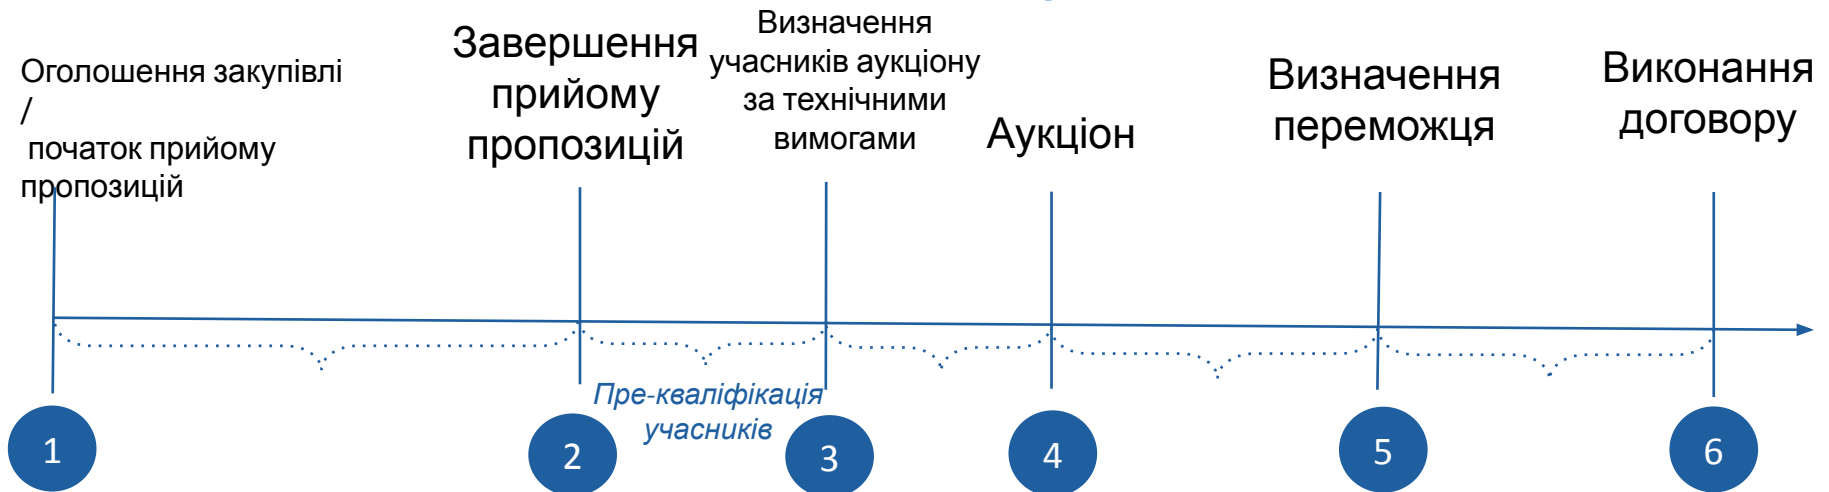 Оголошення закупівлі
/
початок прийому
пропозицій
Завершення
прийому
пропозицій
Визначення
учасників аукціону
за технічними
вимогами
Аукціон
Визначення
переможця
Виконання
договору
Пре-кваліфікація
учасників
1
2
3
4
5
6